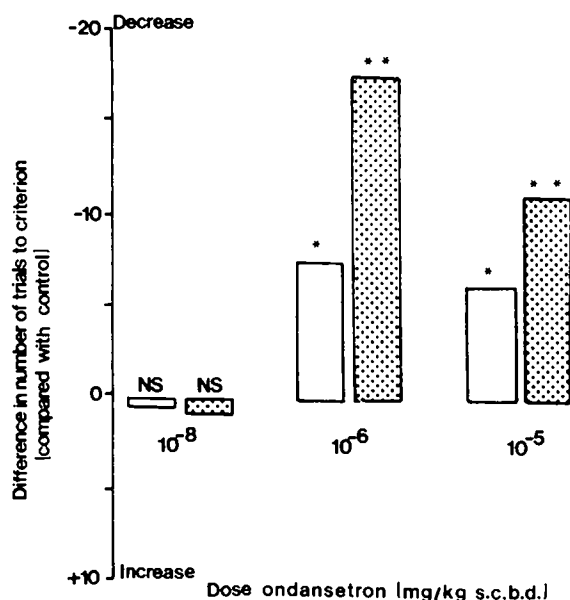 Difference in number of trials to criterion
[compared with control]
-20 Decrease
-10
0
+10 Increase
NS NS
*
* *
*
* *
10-8
10-6
10-5
Dose ondansetron [mg/kg s.c.b.d.]